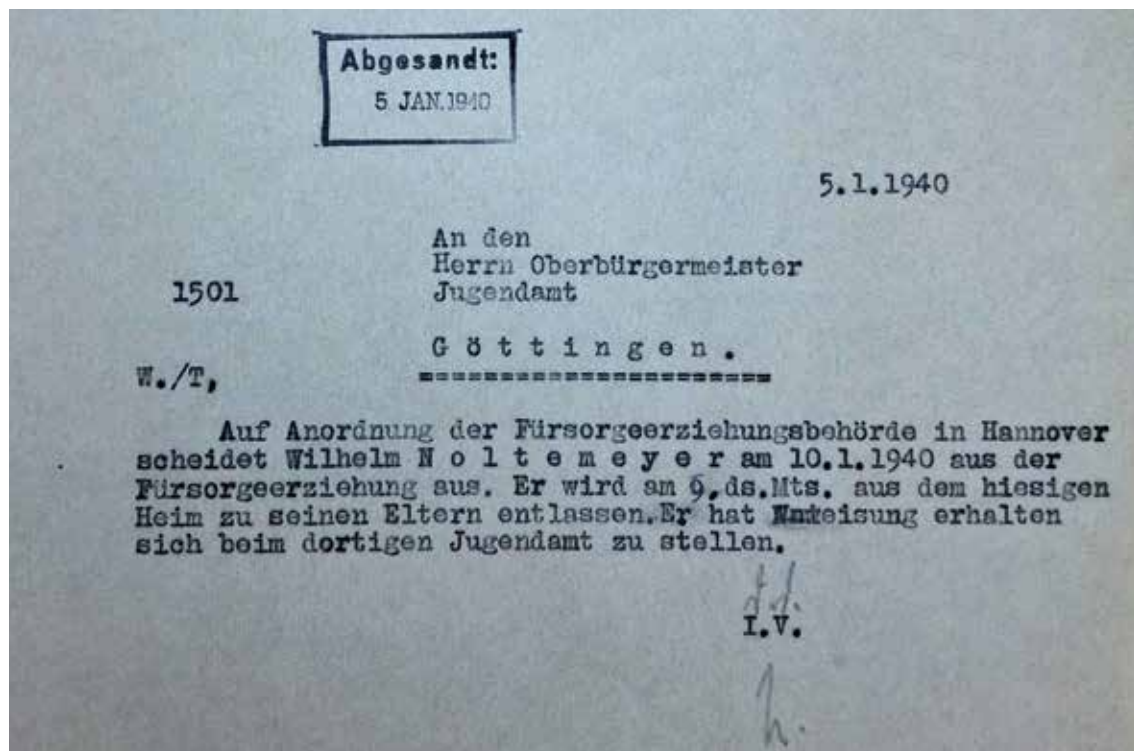 Abgesandt:
5. JAN. 1940
5.1.1940
An den
Herrn Oberbürgermeister
1501
Jugendamt
G ö t t i n g e n .
W./T,
=====================
Auf Anordnung der Fürsorgeerziehungsbehörde in Hannover
scheidet Wilhelm N o l t e m e y e r am 10.1.1940 aus der
Fürsorgeerziehung aus. Er wird am 9.ds.Mts. aus dem hiesigen
Heim zu seinen Eltern entlassen.Er hat erhalten
sich beim dortigen Jugendamt zu stellen.
I.V.